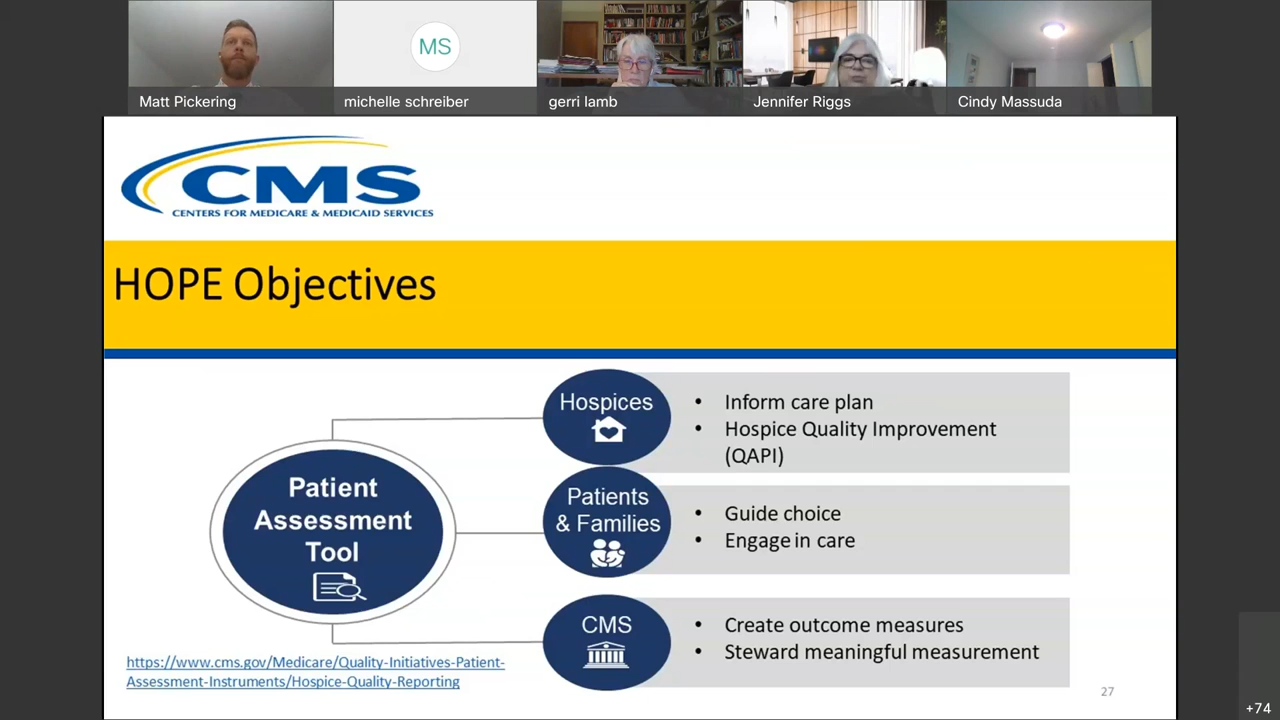 MS
Matt Pickering
michelle schreiber
gerri lamb
Jennifer Riggs
Cindy Massuda
CMS
CENTERS FOR MEDICARE & MEDICAID SERVICES
HOPE Objectives
Patient
Assessment
Tool
Hospices
• Inform care plan
• Hospice Quality Improvement
(QAPI)
Patients
& Families
• Guide choice
• Engage in care
CMS
• Create outcome measures
• Steward meaningful measurement
https://www.cms.gov/Medicare/Quality-Initiatives-Patient-
Assessment-Instruments/Hospice-Quality-Reporting
27
+74